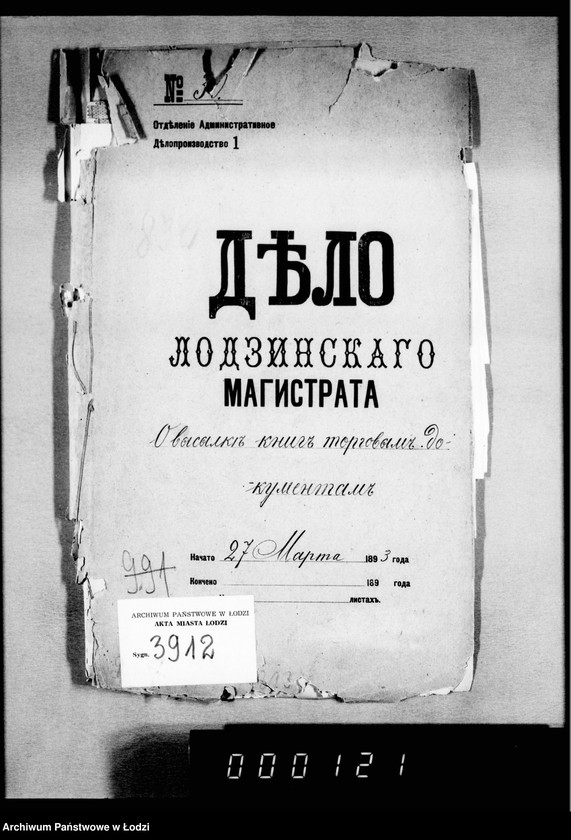 №
Отдѣленіе Административное
Дѣлопроизводство 1
ДѢЛО
ЛОДЗИНСКАГО
МАГИСТРАТА
О высылкѣ книгъ торговымъ до-
кументамъ
Начато 27 Марта 1893 года
991
Кончено 189 года
листахъ.
ARCHIWUM PAŃSTWOWE W ŁODZI
AKTA MIASTA ŁODZI
Sygn. 3912
000121
Archiwum Państwowe w Łodzi